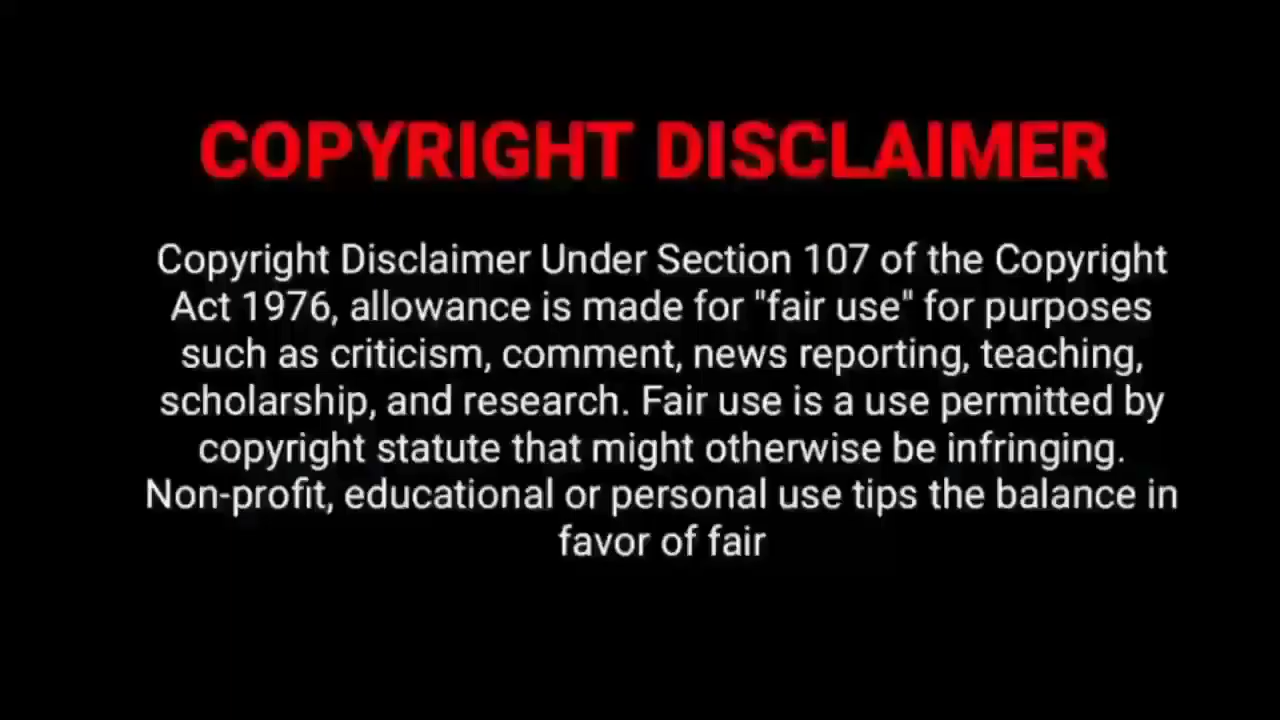 COPYRIGHT DISCLAIMER
Copyright Disclaimer Under Section 107 of the Copyright
Act 1976, allowance is made for "fair use" for purposes
such as criticism, comment, news reporting, teaching,
scholarship, and research. Fair use is a use permitted by
copyright statute that might otherwise be infringing.
Non-profit, educational or personal use tips the balance in
favor of fair